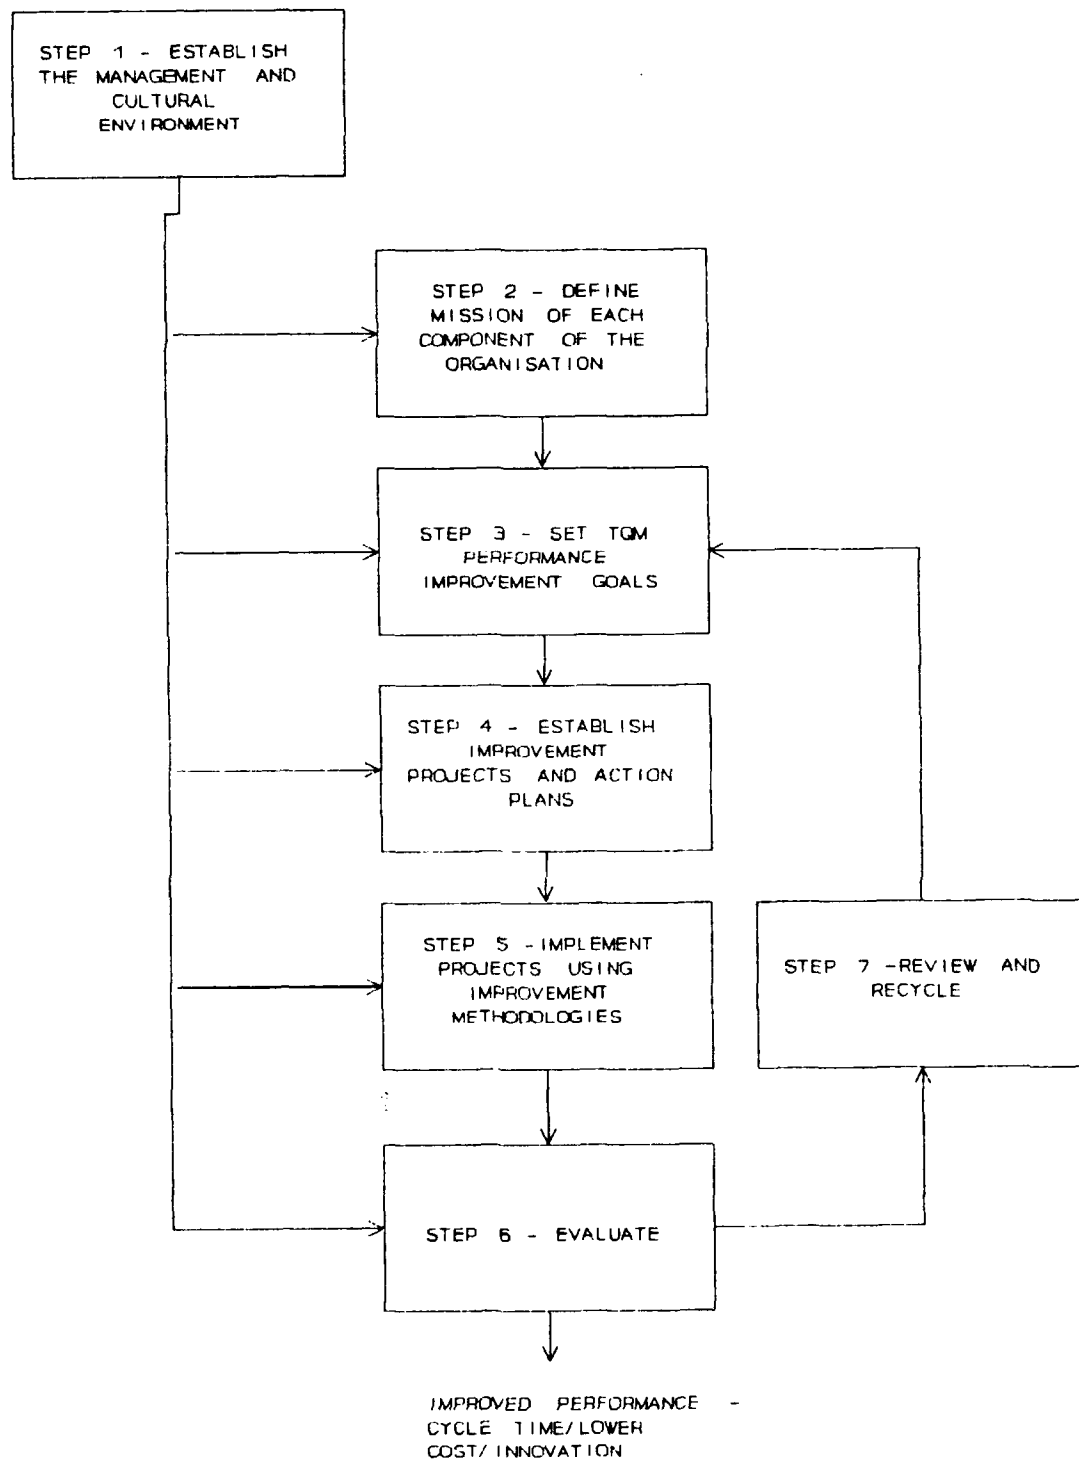 STEP 1 - ESTABLISH
THE MANAGEMENT AND
CULTURAL
ENVIRONMENT
STEP 2 - DEFINE
MISSION OF EACH
COMPONENT OF THE
ORGANISATION
STEP 3 - SET TQM
PERFORMANCE
IMPROVEMENT GOALS
STEP 4 - ESTABLISH
IMPROVEMENT
PROJECTS AND ACTION
PLANS
STEP 5 -IMPLEMENT
PROJECTS USING
IMPROVEMENT
METHODOLOGIES
STEP 7 -REVIEW AND
RECYCLE
STEP 6 - EVALUATE
IMPROVED PERFORMANCE -
CYCLE TIME/LOWER
COST/INNOVATION